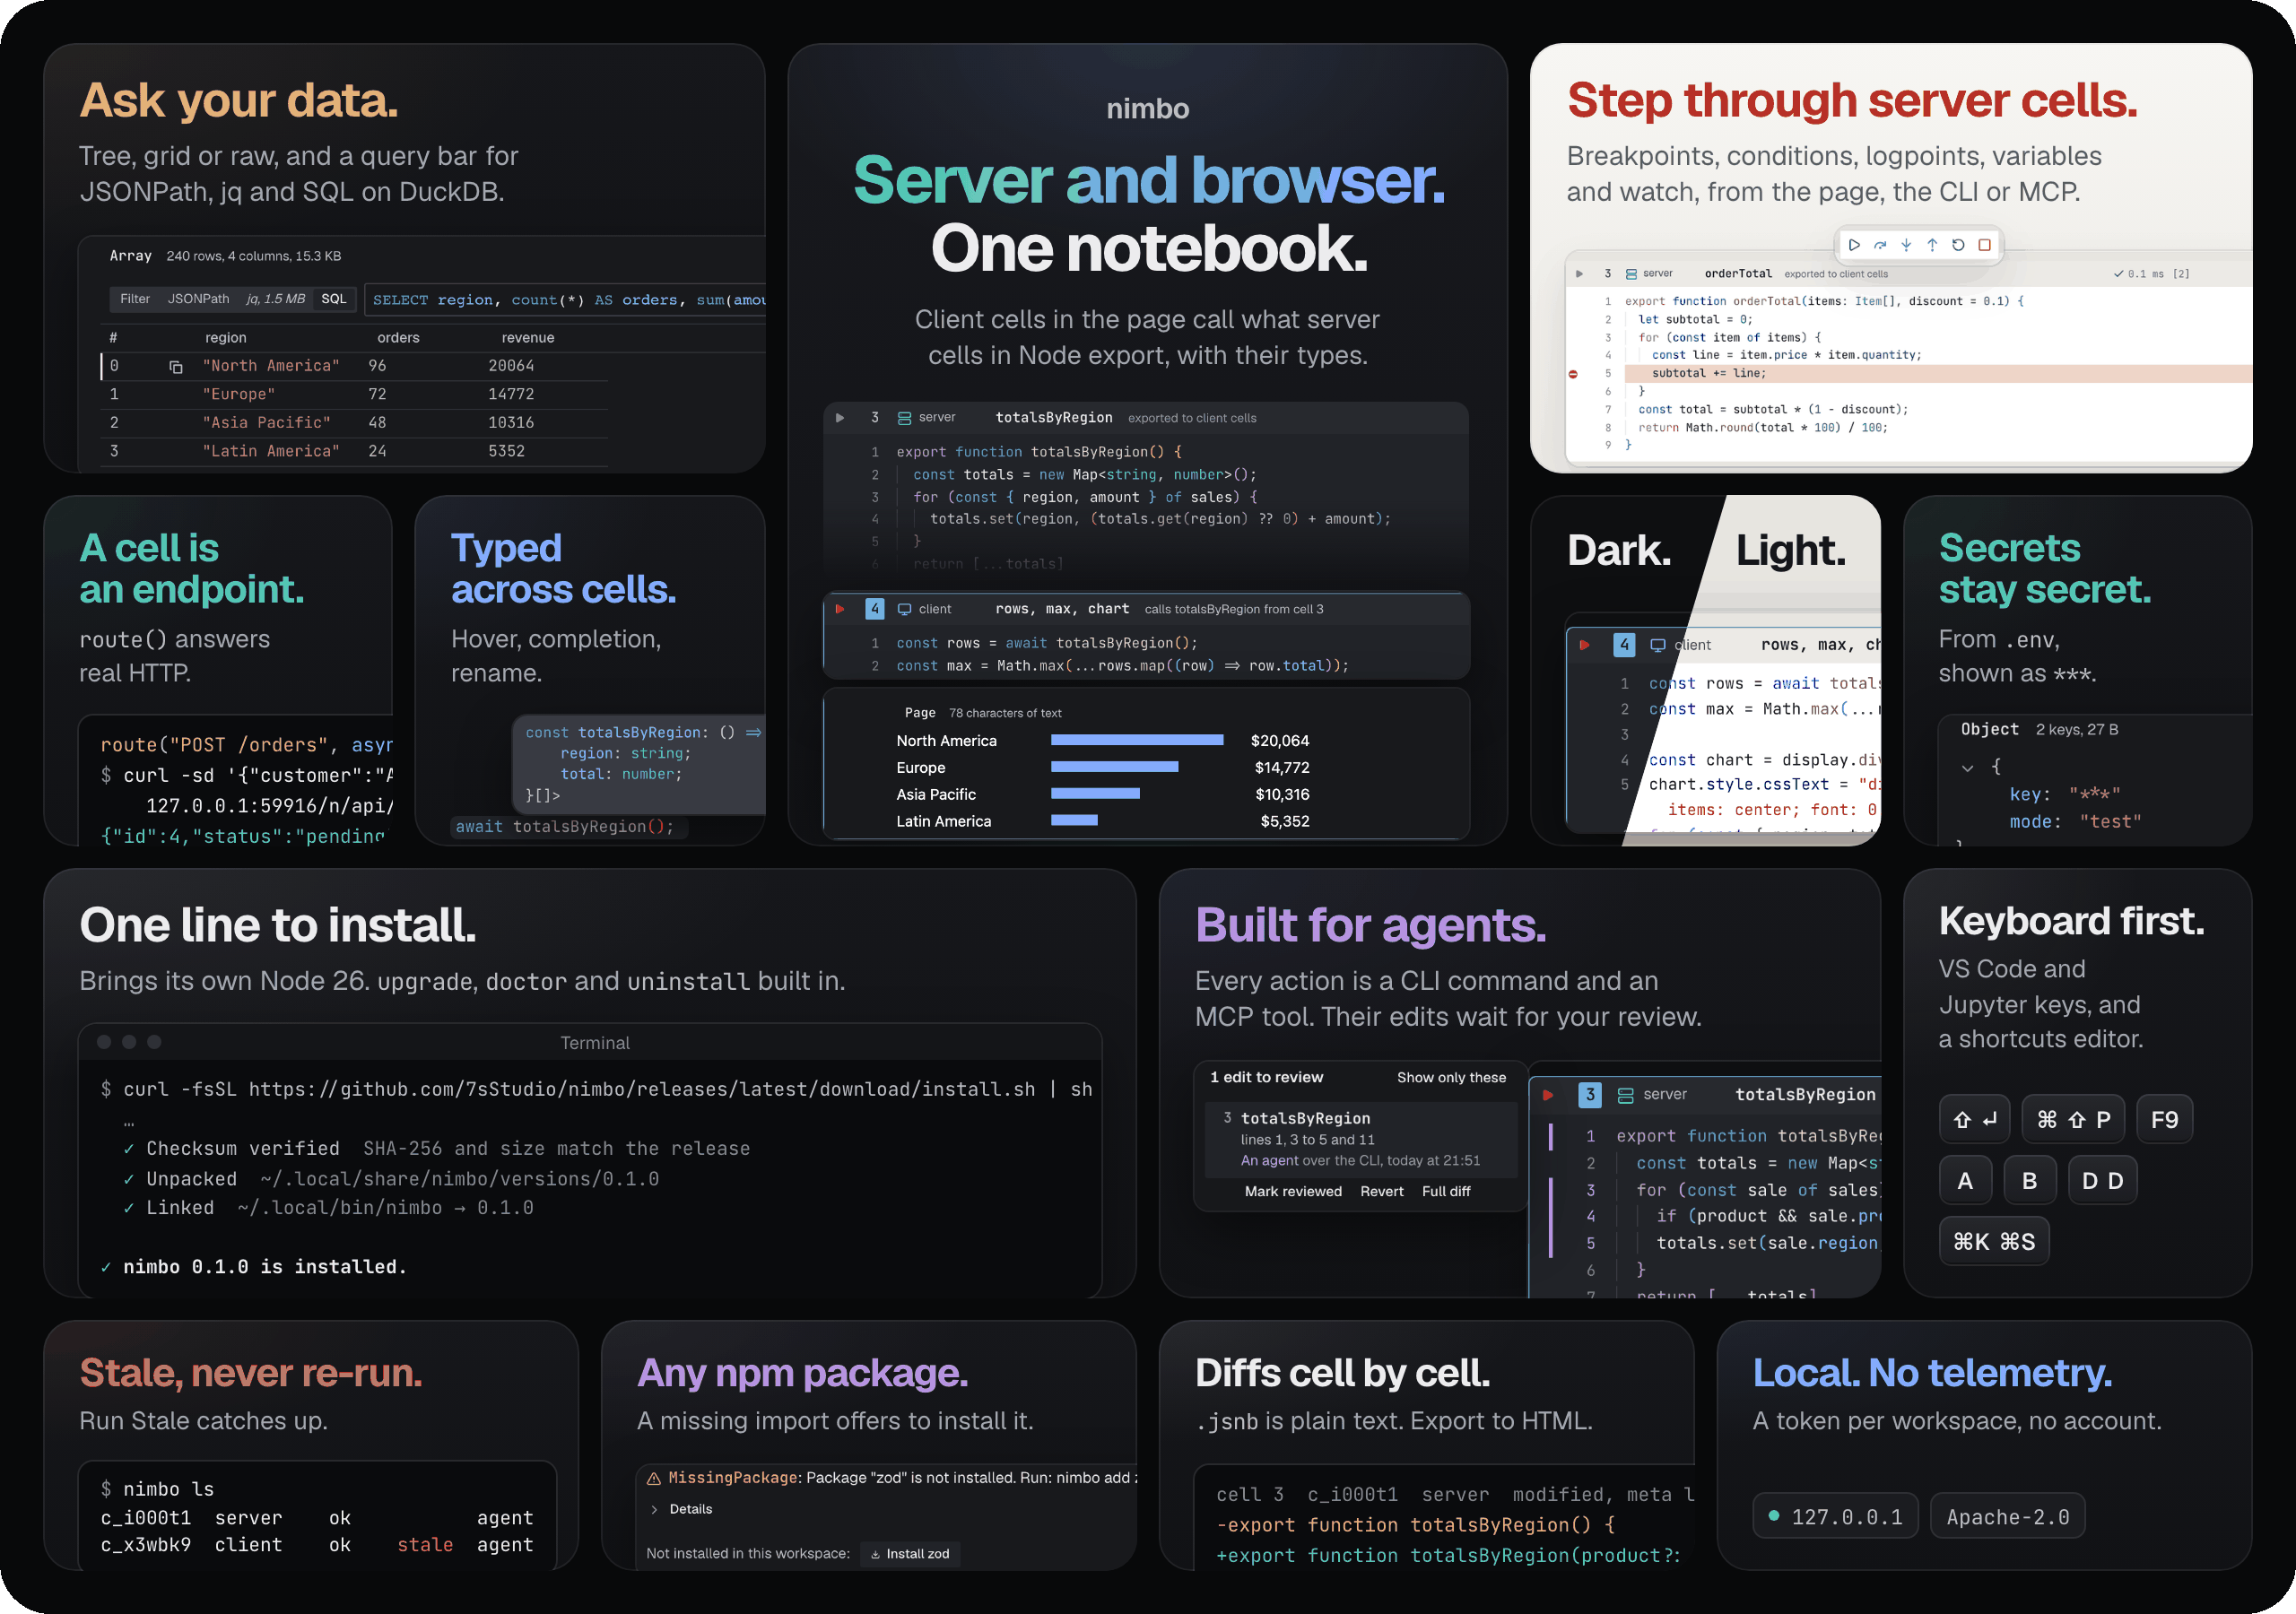 Ask your data.
Tree, grid or raw, and a query bar for
JSONPath, jq and SQL on DuckDB.
Array 240 rows, 4 columns, 15.3 KB
Filter JSONPath jq, 1.5 MB SQL SELECT region, count(*) AS orders, sum(amou
# region orders revenue
0 "North America" 96 20064
1 "Europe" 72 14772
2 "Asia Pacific" 48 10316
3 "Latin America" 24 5352
nimbo
Server and browser.
One notebook.
Client cells in the page call what server
cells in Node export, with their types.
3 server totalsByRegion exported to client cells
1 export function totalsByRegion() {
2 const totals = new Map<string, number>();
3 for (const { region, amount } of sales) {
4 totals.set(region, (totals.get(region) ?? 0) + amount);
5 }
6 return [...totals]
4 client rows, max, chart calls totalsByRegion from cell 3
1 const rows = await totalsByRegion();
2 const max = Math.max(...rows.map((row) => row.total));
Page 78 characters of text
North America $20,064
Europe $14,772
Asia Pacific $10,316
Latin America $5,352
Step through server cells.
Breakpoints, conditions, logpoints, variables
and watch, from the page, the CLI or MCP.
3 server orderTotal exported to client cells ✓ 0.1 ms [2]
1 export function orderTotal(items: Item[], discount = 0.1) {
2 let subtotal = 0;
3 for (const item of items) {
4 const line = item.price * item.quantity;
5 subtotal += line;
6 }
7 const total = subtotal * (1 - discount);
8 return Math.round(total * 100) / 100;
9 }
A cell is
an endpoint.
route() answers
real HTTP.
route("POST /orders", asyn
$ curl -sd '{"customer":"A
127.0.0.1:59916/n/api/
{"id":4,"status":"pending
Typed
across cells.
Hover, completion,
rename.
const totalsByRegion: () =>
region: string;
total: number;
}[]>
await totalsByRegion();
Dark. Light.
4 client rows, max, ch
1 const rows = await totals
2 const max = Math.max(...r
3
4 const chart = display.div
5 chart.style.cssText = "di
items: center; font: 0
Secrets
stay secret.
From .env,
shown as ***.
Object 2 keys, 27 B
{
key: "***"
mode: "test"
}
One line to install.
Brings its own Node 26. upgrade, doctor and uninstall built in.
Terminal
$ curl -fsSL https://github.com/7sStudio/nimbo/releases/latest/download/install.sh | sh
…
✓ Checksum verified SHA-256 and size match the release
✓ Unpacked ~/.local/share/nimbo/versions/0.1.0
✓ Linked ~/.local/bin/nimbo → 0.1.0
✓ nimbo 0.1.0 is installed.
Built for agents.
Every action is a CLI command and an
MCP tool. Their edits wait for your review.
1 edit to review Show only these
3 totalsByRegion
lines 1, 3 to 5 and 11
An agent over the CLI, today at 21:51
Mark reviewed Revert Full diff
3 server totalsByRegion
1 export function totalsByReg
2 const totals = new Map<st
3 for (const sale of sales)
4 if (product && sale.pro
5 totals.set(sale.region,
6 }
7 return [...totals]
Keyboard first.
VS Code and
Jupyter keys, and
a shortcuts editor.
⇧ ↵ ⌘ ⇧ P F9
A B D D
⌘K ⌘S
Stale, never re-run.
Run Stale catches up.
$ nimbo ls
c_i000t1 server ok agent
c_x3wbk9 client ok stale agent
Any npm package.
A missing import offers to install it.
MissingPackage: Package "zod" is not installed. Run: nimbo add z
Details
Not installed in this workspace: Install zod
Diffs cell by cell.
.jsnb is plain text. Export to HTML.
cell 3 c_i000t1 server modified, meta l
-export function totalsByRegion() {
+export function totalsByRegion(product?:
Local. No telemetry.
A token per workspace, no account.
127.0.0.1 Apache-2.0